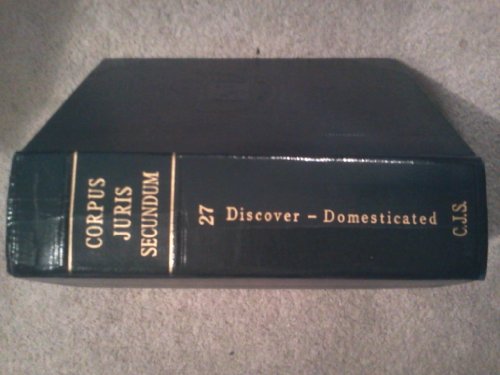 CORPUS
JURIS
SECUNDUM
27
Discover – Domesticated
C.J.S.